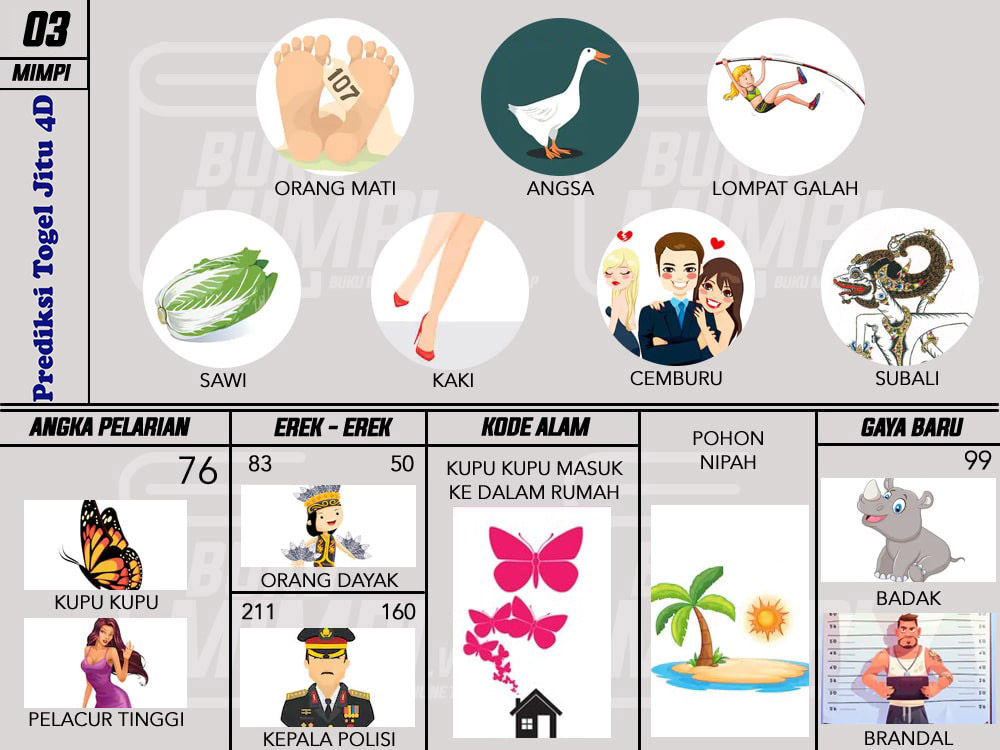 03
MIMPI
Prediksi Togel Jitu 4D
107
ORANG MATI
ANGSA
LOMPAT GALAH
SAWI
KAKI
CEMBURU
SUBALI
ANGKA PELARIAN
76
KUPU KUPU
PELACUR TINGGI
EREK - EREK
83 50
ORANG DAYAK
211 160
KEPALA POLISI
KODE ALAM
KUPU KUPU MASUK
KE DALAM RUMAH
POHON
NIPAH
GAYA BARU
99
BADAK
BRANDAL